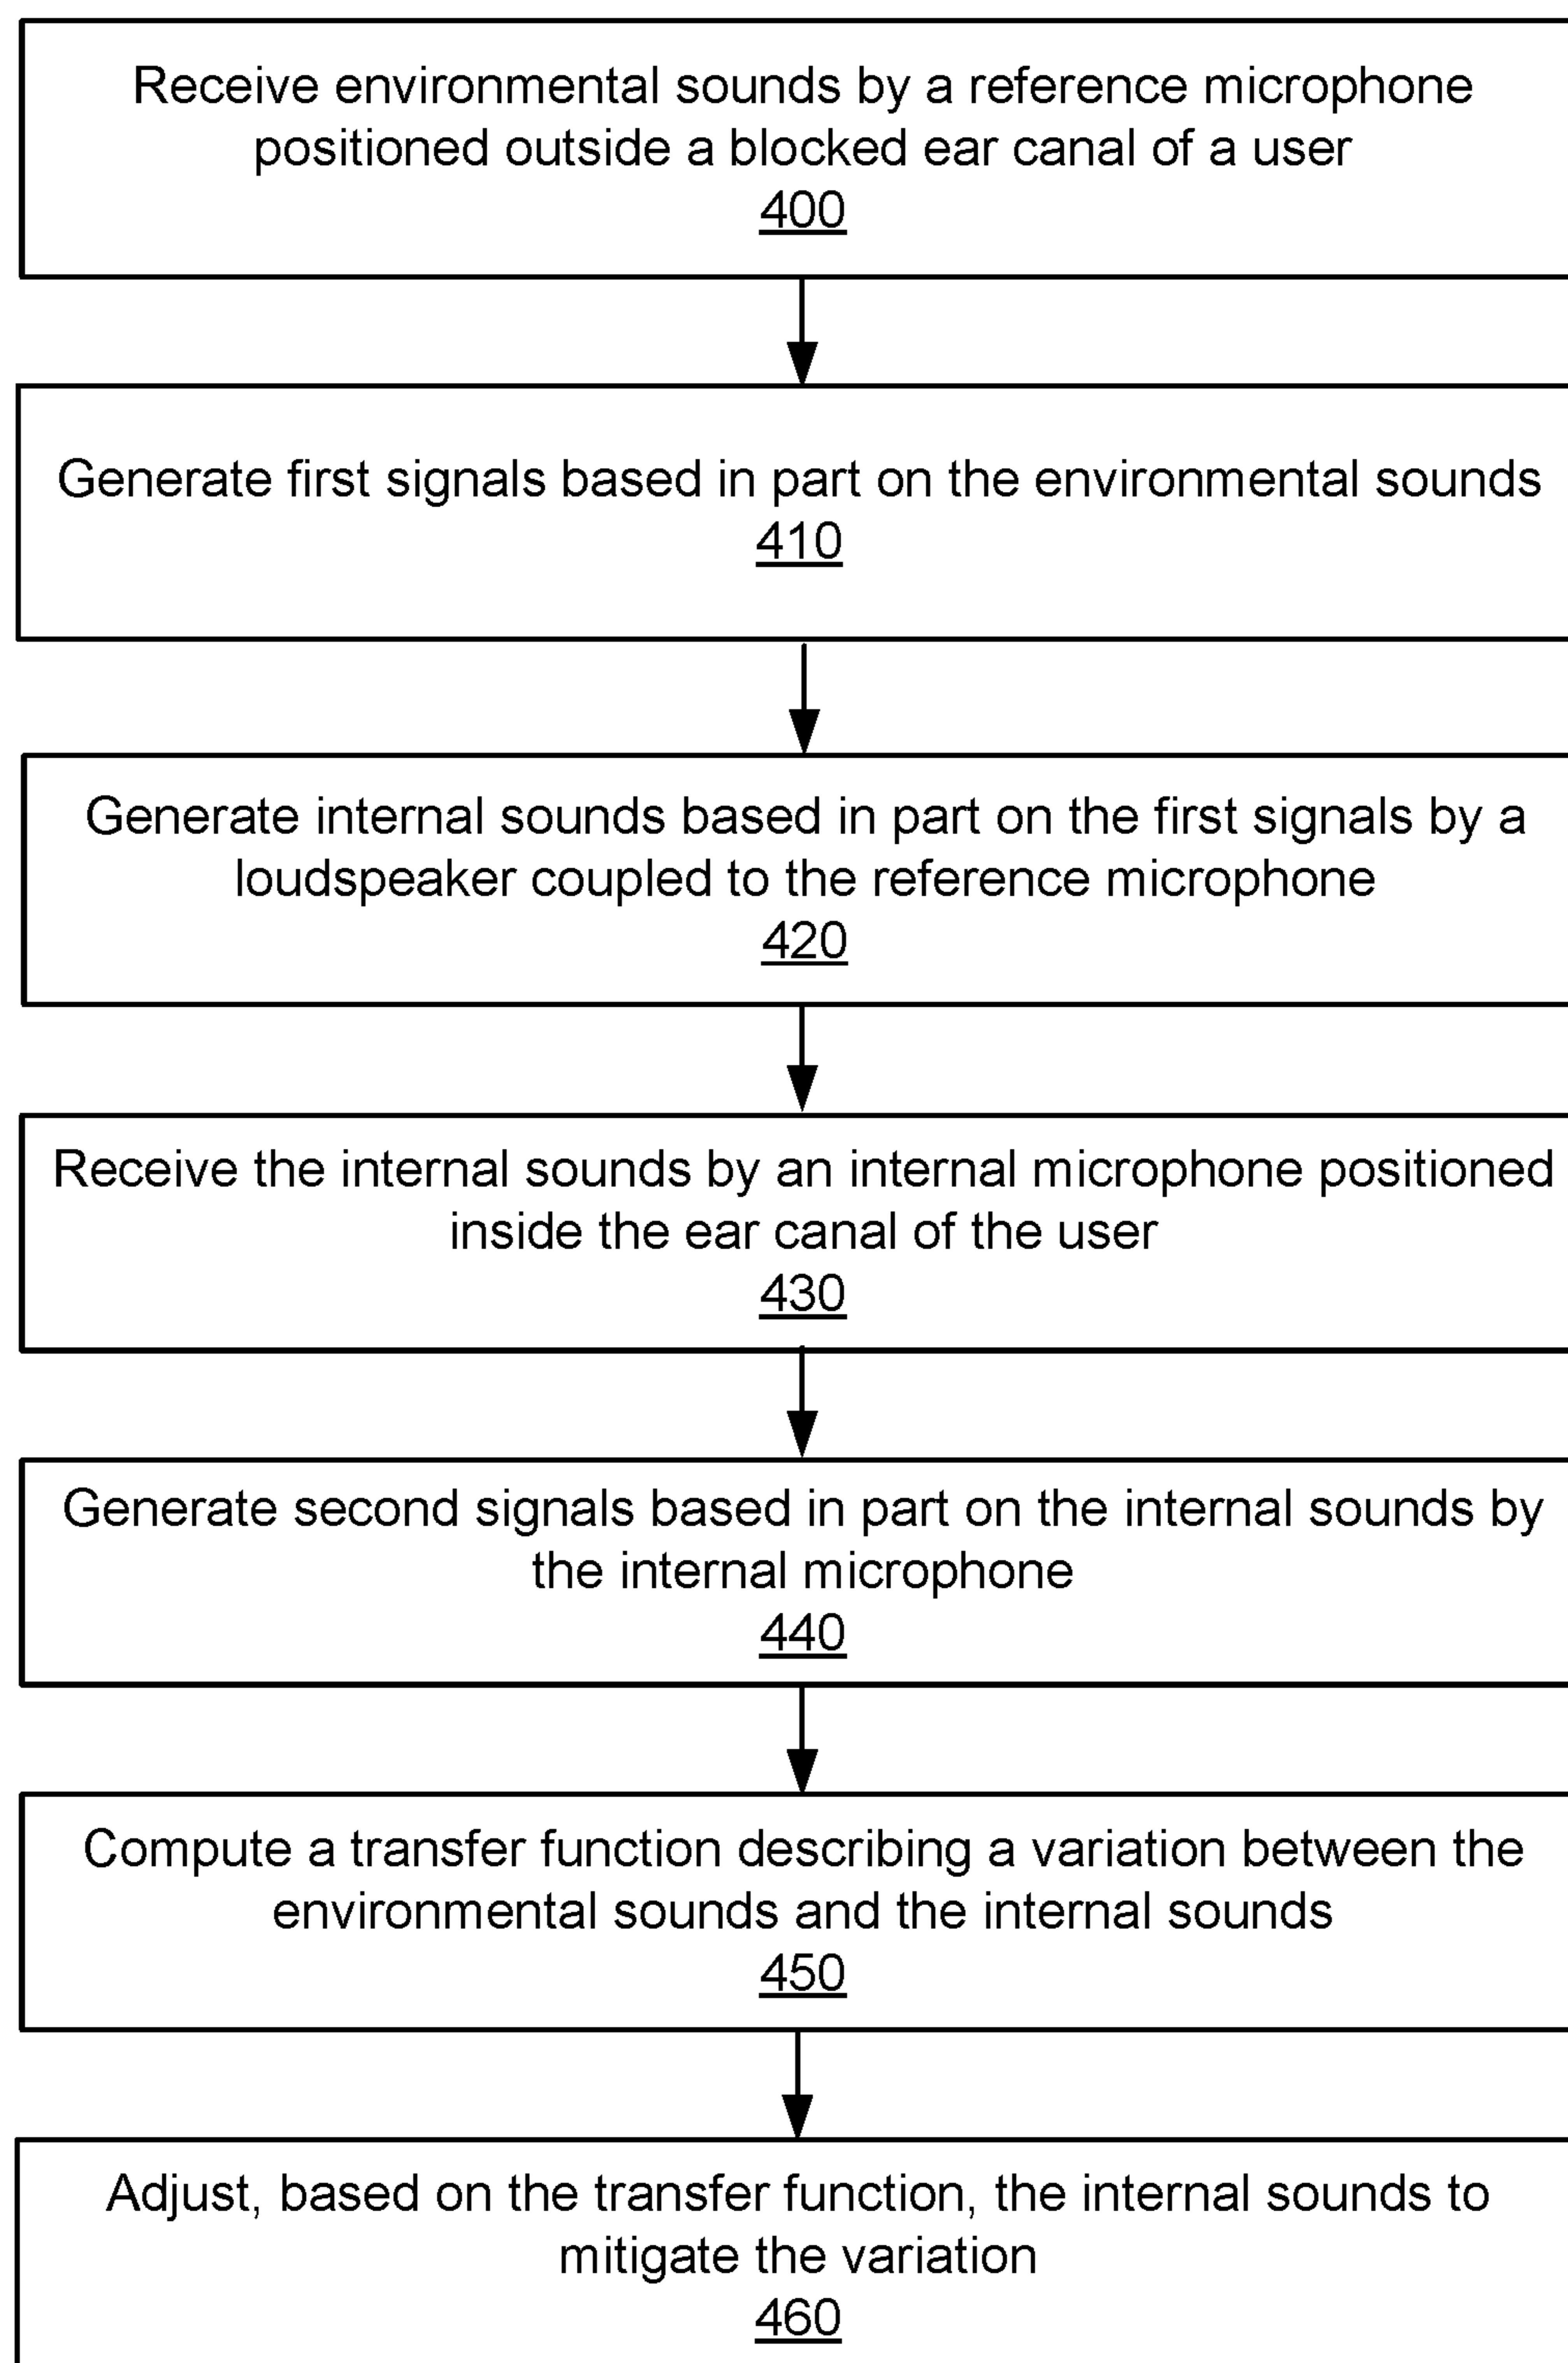 Receive environmental sounds by a reference microphone
positioned outside a blocked ear canal of a user
400
Generate first signals based in part on the environmental sounds
410
Generate internal sounds based in part on the first signals by a
loudspeaker coupled to the reference microphone
420
Receive the internal sounds by an internal microphone positioned
inside the ear canal of the user
430
Generate second signals based in part on the internal sounds by
the internal microphone
440
Compute a transfer function describing a variation between the
environmental sounds and the internal sounds
450
Adjust, based on the transfer function, the internal sounds to
mitigate the variation
460